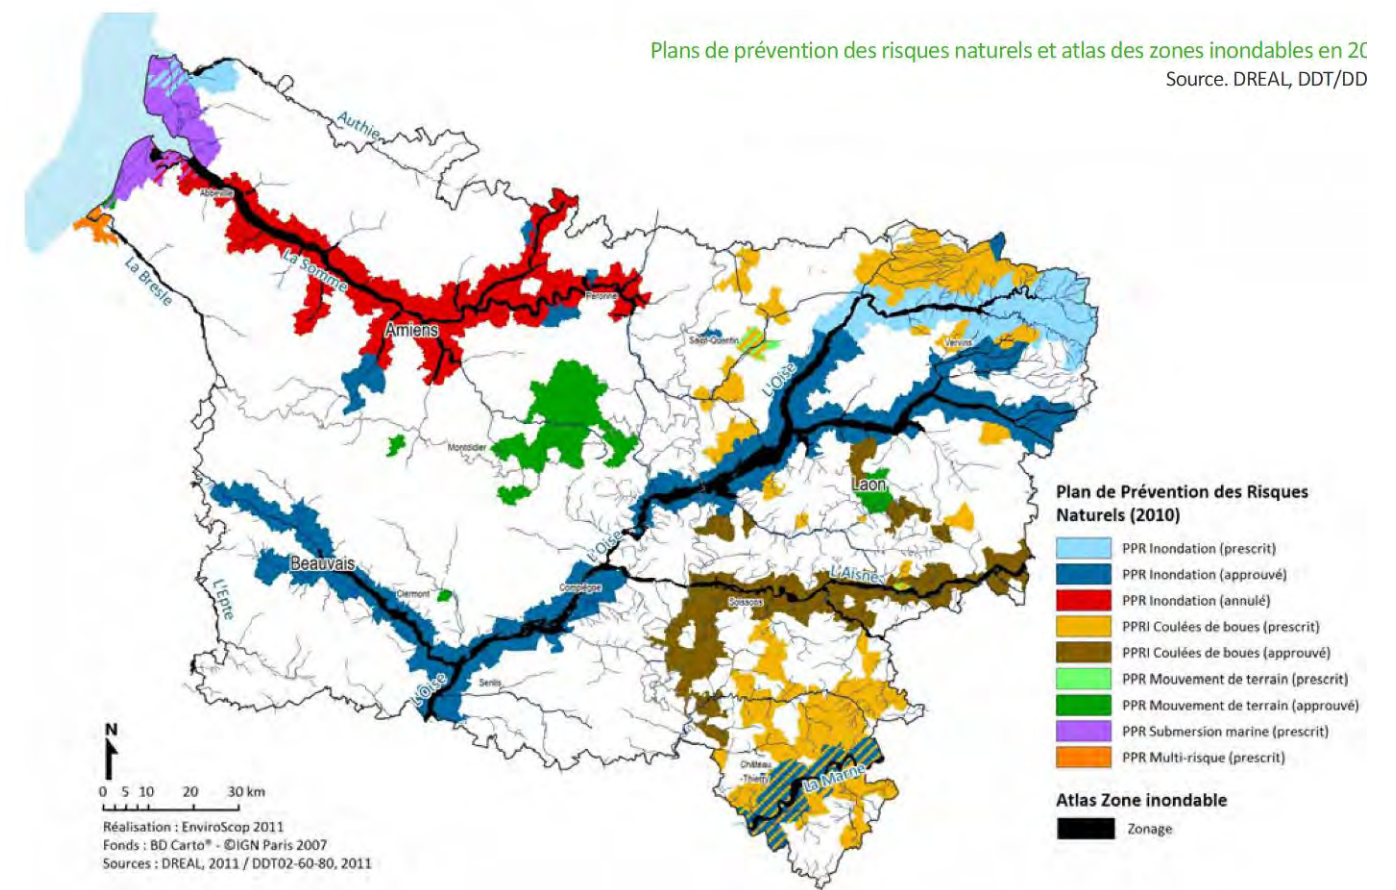 Plans de prévention des risques naturels et atlas des zones inondables en 20
Source. DREAL, DDT/DD
Authie
Abbeville
La Somme
La Bresle
Amiens
Péronne
Saint-Quentin
Vervins
L'Oise
Montdidier
Laon
Beauvais
L'Epte
Clermont
L'Oise
Compiègne
L'Aisne
Soissons
L'Oise
Senlis
Château
-Thierry
La Marne
Plan de Prévention des Risques
Naturels (2010)
PPR Inondation (prescrit)
PPR Inondation (approuvé)
PPR Inondation (annulé)
PPRI Coulées de boues (prescrit)
PPRI Coulées de boues (approuvé)
PPR Mouvement de terrain (prescrit)
PPR Mouvement de terrain (approuvé)
PPR Submersion marine (prescrit)
PPR Multi-risque (prescrit)
Atlas Zone inondable
Zonage
N
0 5 10 20 30 km
Réalisation : EnviroScop 2011
Fonds : BD Carto® - ©IGN Paris 2007
Sources : DREAL, 2011 / DDT02-60-80, 2011